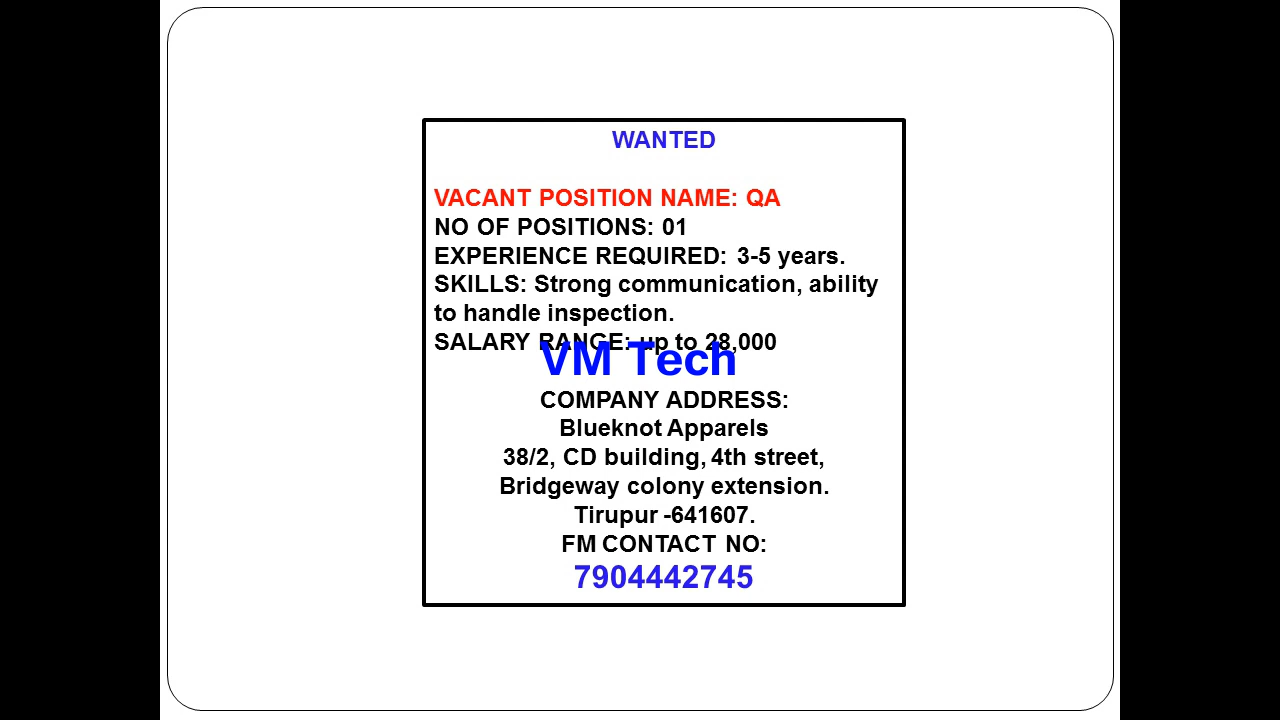 WANTED
VACANT POSITION NAME: QA
NO OF POSITIONS: 01
EXPERIENCE REQUIRED: 3-5 years.
SKILLS: Strong communication, ability
to handle inspection.
SALARY RANGE: up to 28,000
VM Tech
COMPANY ADDRESS:
Blueknot Apparels
38/2, CD building, 4th street,
Bridgeway colony extension.
Tirupur -641607.
FM CONTACT NO:
7904442745